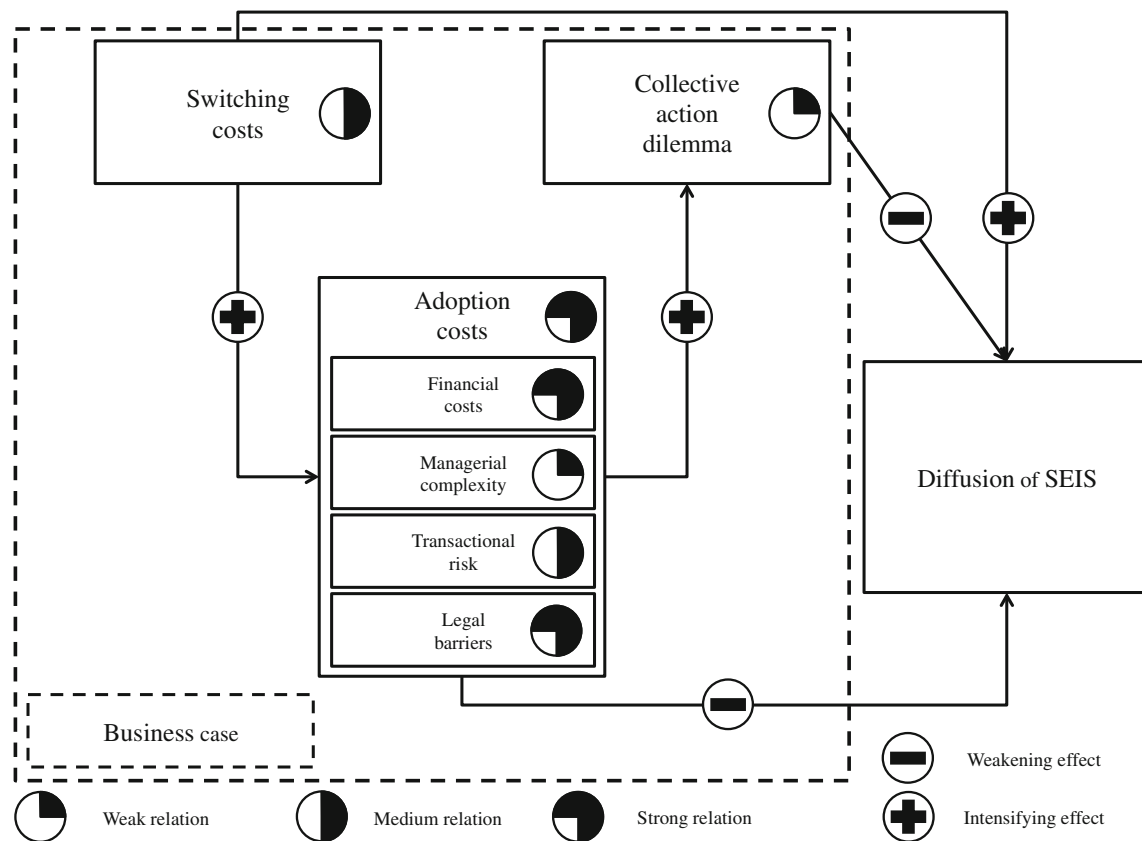 Switching
costs
Collective
action
dilemma
Adoption
costs
Financial
costs
Managerial
complexity
Transactional
risk
Legal
barriers
Diffusion of SEIS
Business case
Weakening effect
Weak relation
Medium relation
Strong relation
Intensifying effect